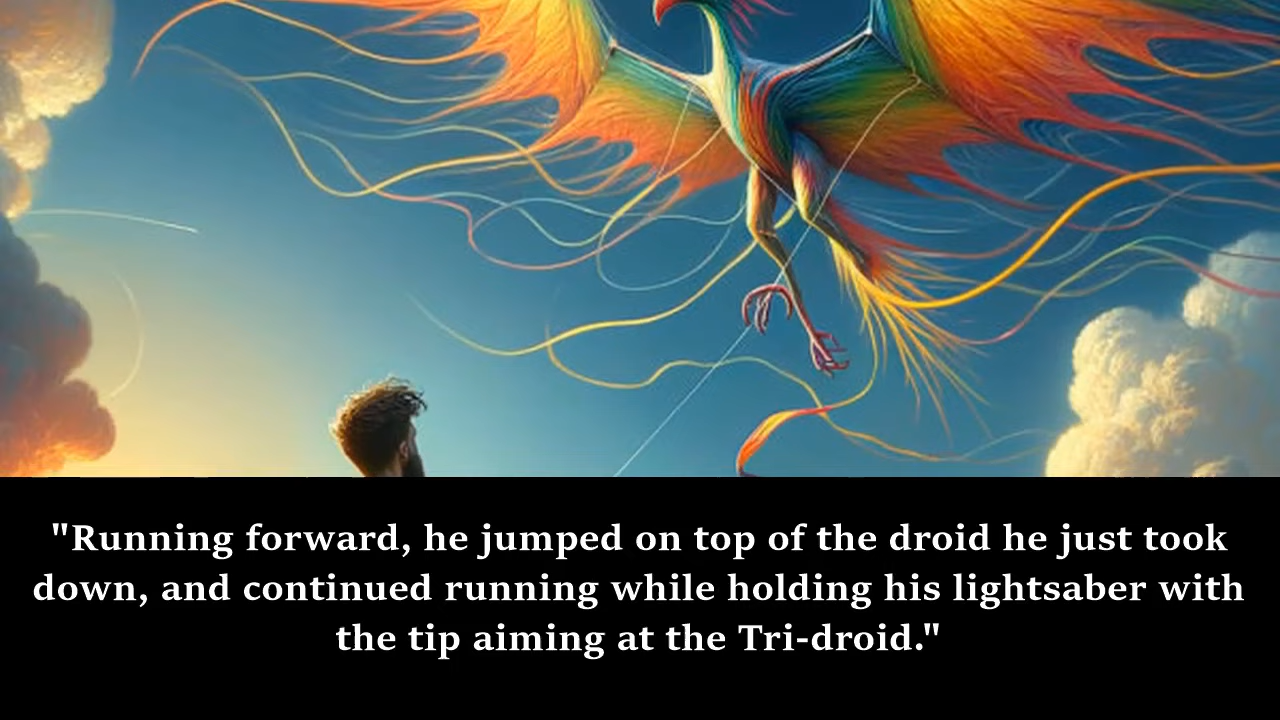 "Running forward, he jumped on top of the droid he just took
down, and continued running while holding his lightsaber with
the tip aiming at the Tri-droid."